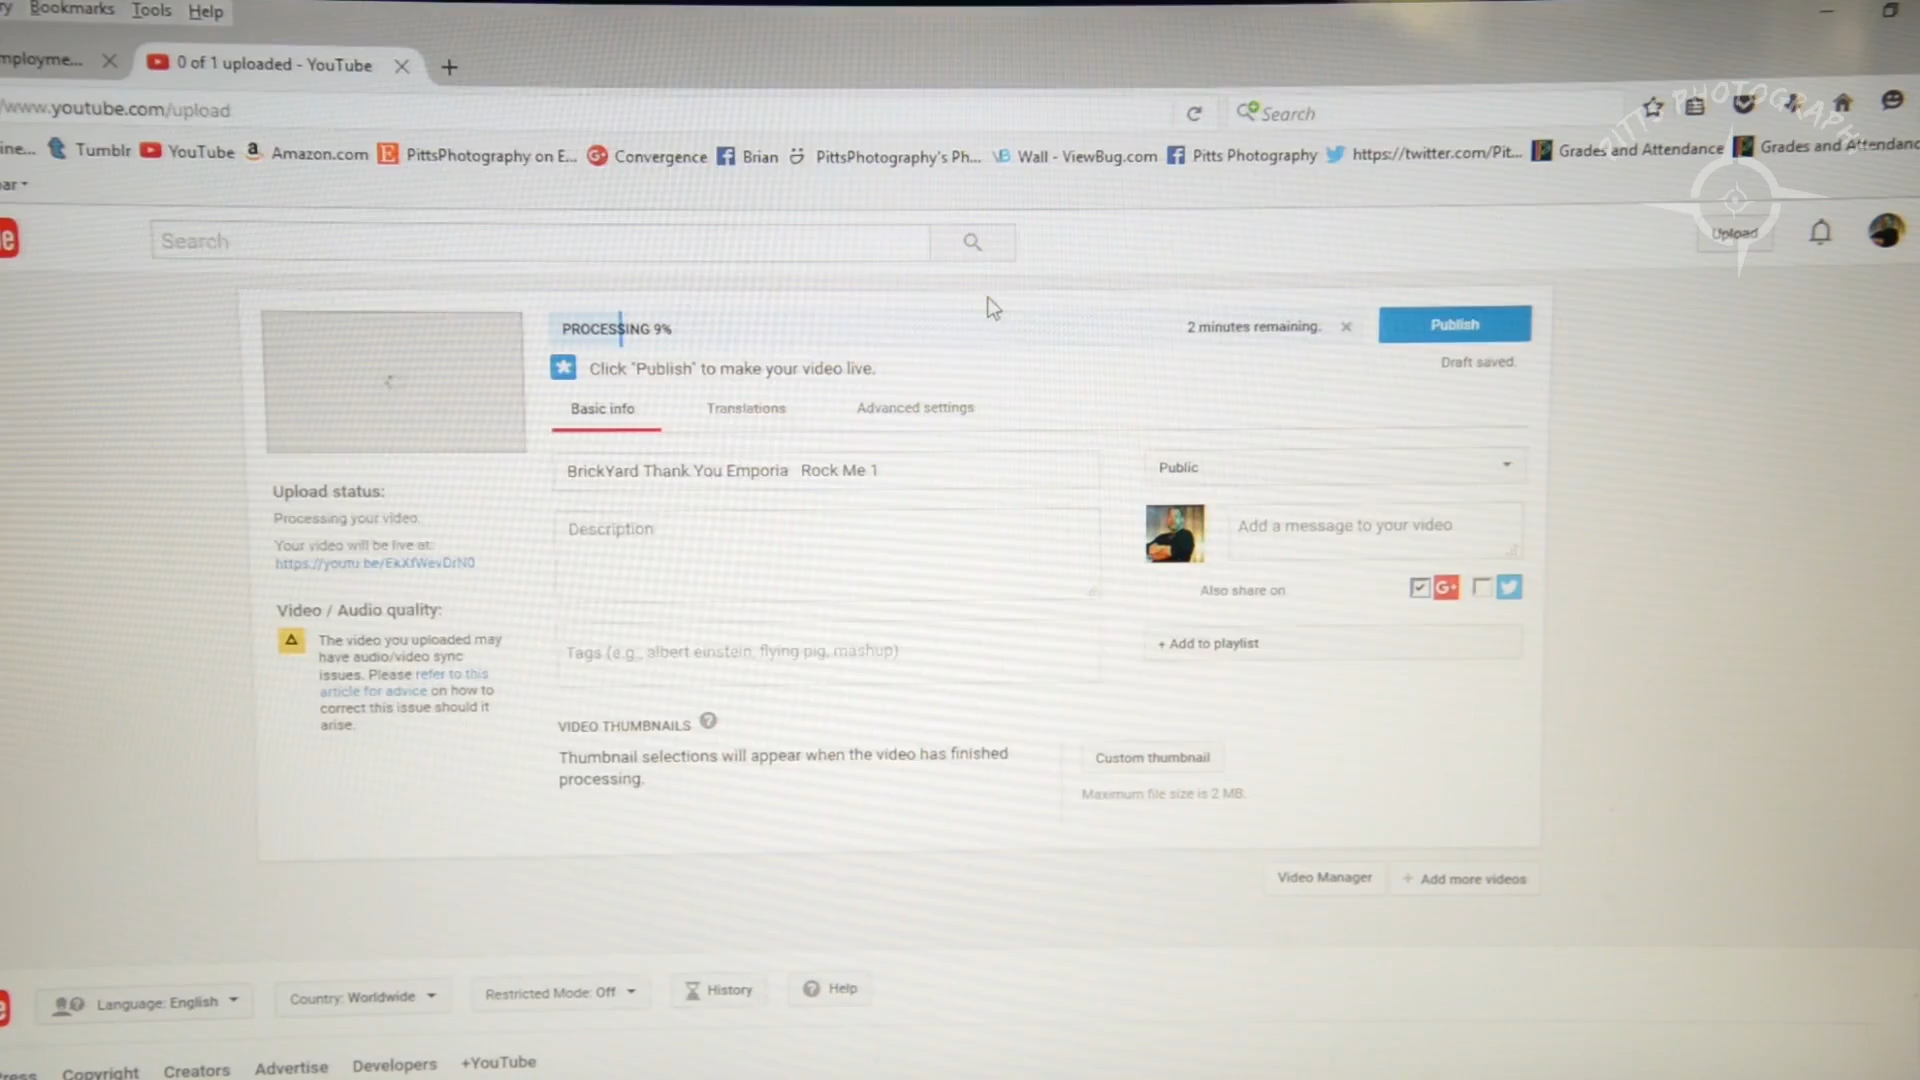 Bookmarks Tools Help
0 of 1 uploaded - YouTube
www.youtube.com/upload
Search
Tumblr YouTube Amazon.com PittsPhotography on E... Convergence Brian PittsPhotography's Ph... Wall - ViewBug.com Pitts Photography https://twitter.com/Pit... Grades and Attendance Grades and Attendanc
PITTS PHOTOGRAPHY
Search
Upload
PROCESSING 9%
2 minutes remaining.
Publish
Click "Publish" to make your video live.
Draft saved.
Basic info
Translations
Advanced settings
BrickYard Thank You Emporia Rock Me 1
Public
Upload status:
Processing your video.
Your video will be live at:
https://youtu.be/EkXfWevDrN0
Description
Add a message to your video
Also share on
Video / Audio quality:
The video you uploaded may
have audio/video sync
issues. Please refer to this
article for advice on how to
correct this issue should it
arise.
Tags (e.g., albert einstein, flying pig, mashup)
+ Add to playlist
VIDEO THUMBNAILS ?
Thumbnail selections will appear when the video has finished
processing.
Custom thumbnail
Maximum file size is 2 MB.
Video Manager
+ Add more videos
Language: English
Country: Worldwide
Restricted Mode: Off
History
Help
Press Copyright Creators Advertise Developers +YouTube